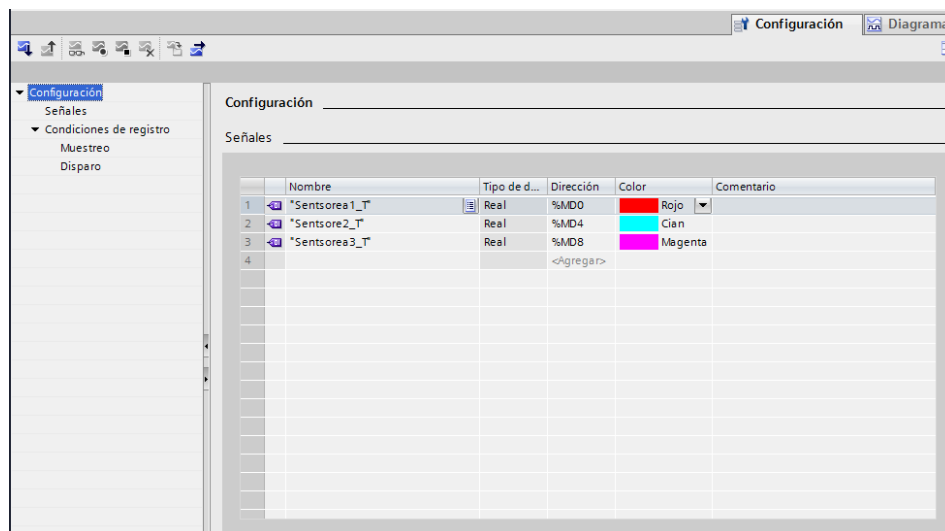 Configuración
Diagrama
Configuración
Señales
Condiciones de registro
Muestreo
Disparo
Configuración
Señales
Nombre Tipo de d... Dirección Color Comentario
1 "Sentsorea1_T" Real %MD0 Rojo
2 "Sentsore2_T" Real %MD4 Cian
3 "Sentsorea3_T" Real %MD8 Magenta
4 <Agregar>